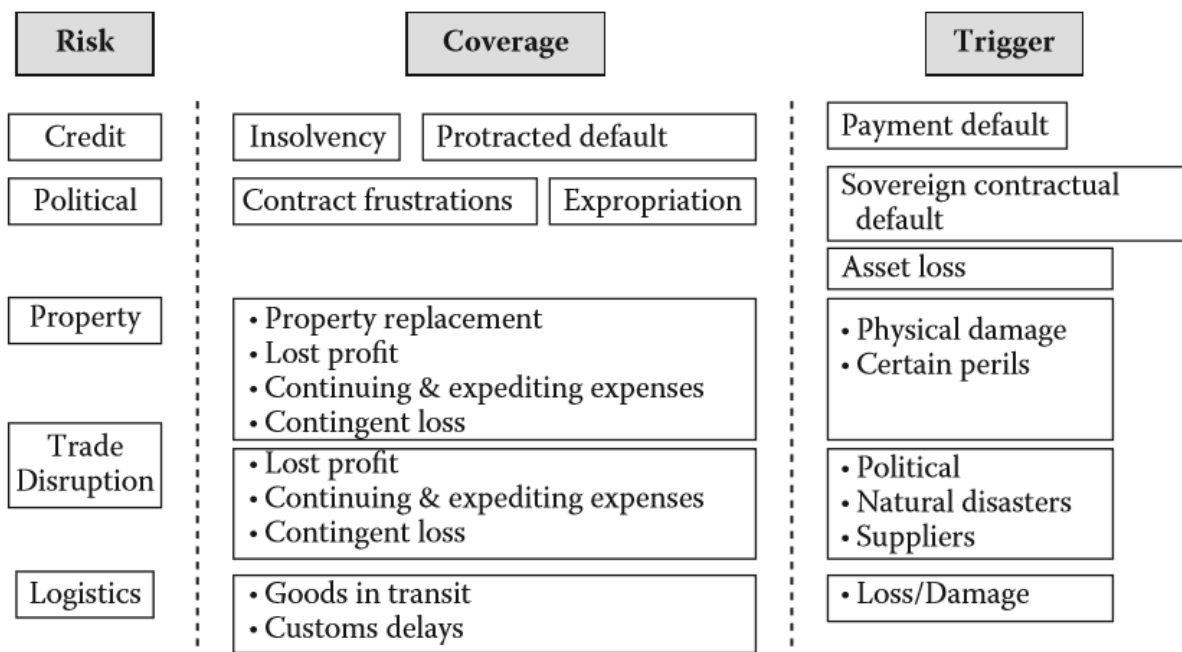 Risk
Coverage
Trigger
Credit
Insolvency
Protracted default
Payment default
Political
Contract frustrations
Expropriation
Sovereign contractual
default
Asset loss
Property
• Property replacement
• Lost profit
• Continuing & expediting expenses
• Contingent loss
• Physical damage
• Certain perils
Trade
Disruption
• Lost profit
• Continuing & expediting expenses
• Contingent loss
• Political
• Natural disasters
• Suppliers
Logistics
• Goods in transit
• Customs delays
• Loss/Damage